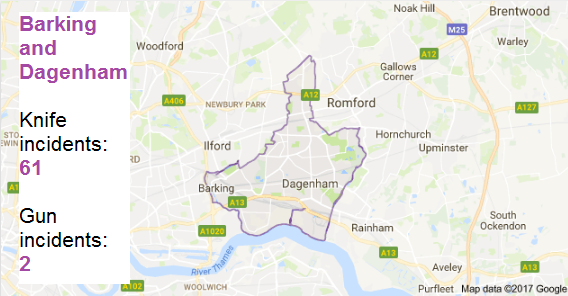 Barking
and
Dagenham
Knife
incidents:
61
Gun
incidents:
2
Noak Hill
Brentwood
M25
Warley
Woodford
Gallows
Corner
A12
A406
NEWBURY PARK
A12
Romford
A127
Ilford
Hornchurch
Upminster
Barking
Dagenham
A13
South
Ockendon
A1020
Rainham
A13
River Thames
Aveley
A13
WOOLWICH
Purfleet
Map data ©2017 Google